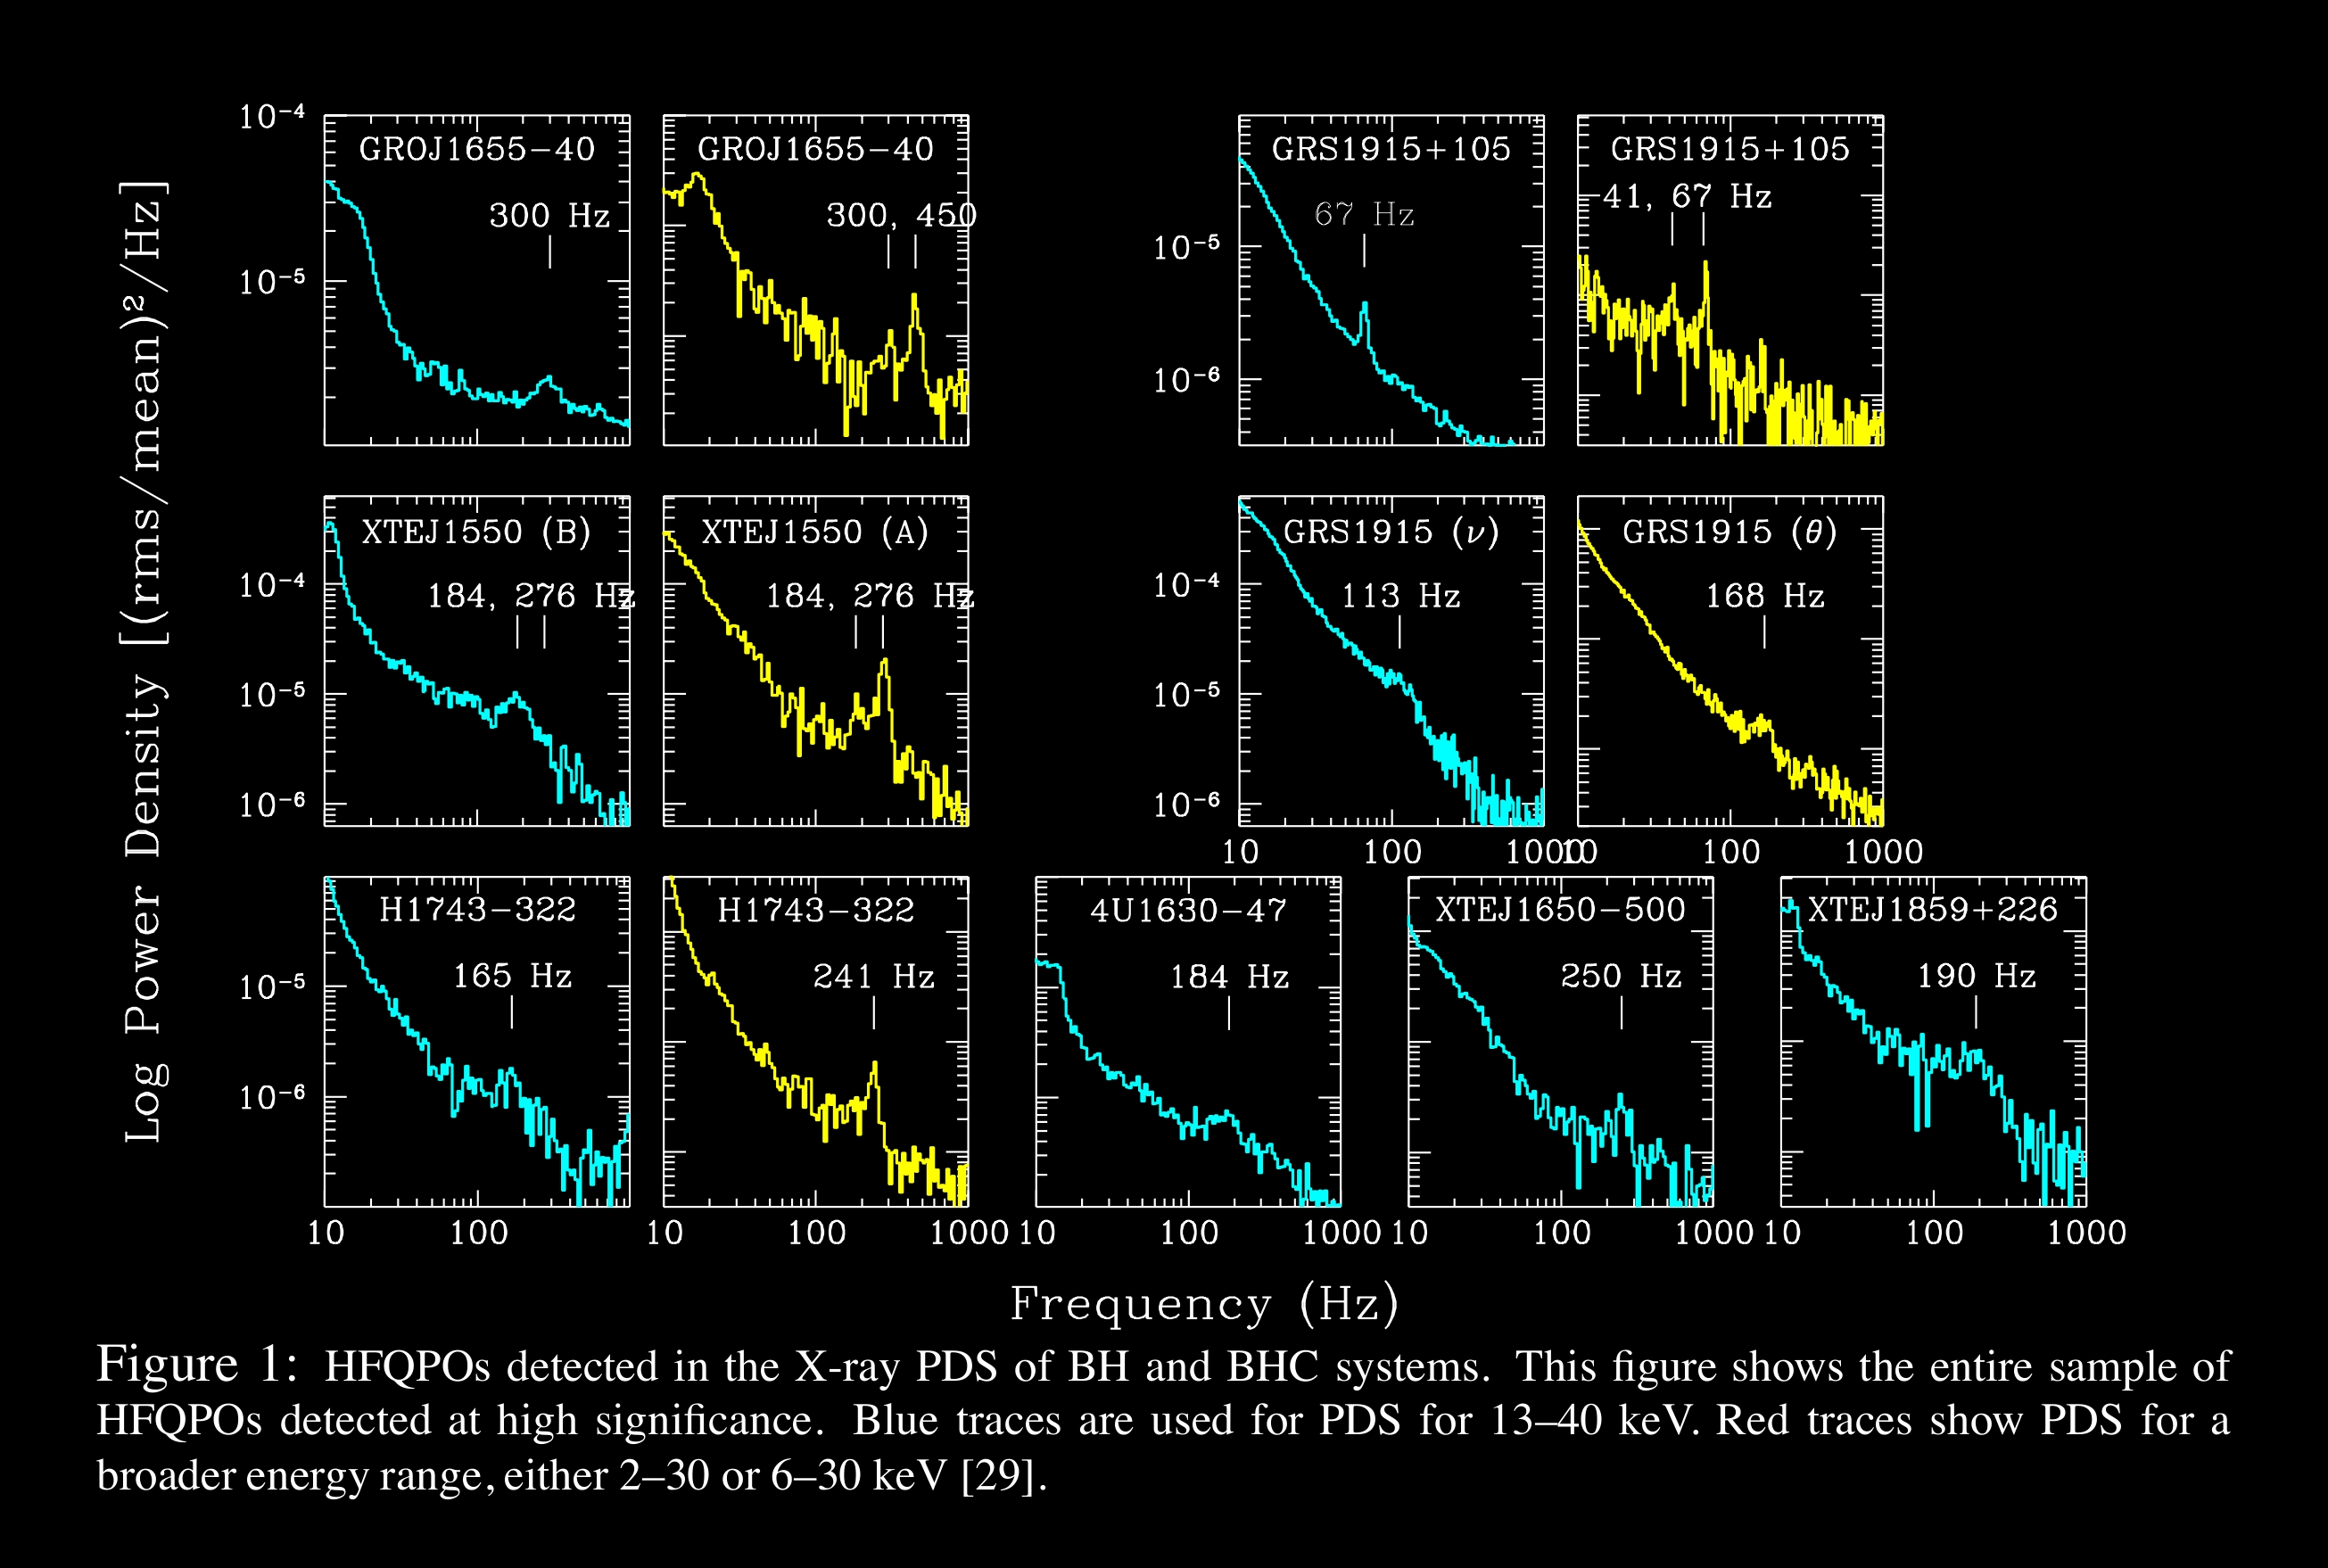 Log Power Density [(rms/mean)²/Hz]
10⁻⁴
10⁻⁵
GROJ1655−40
300 Hz
GROJ1655−40
300, 450
10⁻⁵
10⁻⁶
GRS1915+105
67 Hz
GRS1915+105
41, 67 Hz
10⁻⁴
10⁻⁵
10⁻⁶
XTEJ1550 (B)
184, 276 Hz
XTEJ1550 (A)
184, 276 Hz
10⁻⁴
10⁻⁵
10⁻⁶
GRS1915 (ν)
113 Hz
GRS1915 (θ)
168 Hz
10 100 1000
10 100 1000
10⁻⁵
10⁻⁶
H1743−322
165 Hz
H1743−322
241 Hz
4U1630−47
184 Hz
XTEJ1650−500
250 Hz
XTEJ1859+226
190 Hz
10 100
10 100 1000
10 100 1000
10 100 1000
10 100 1000
Frequency (Hz)
Figure 1: HFQPOs detected in the X-ray PDS of BH and BHC systems. This figure shows the entire sample of
HFQPOs detected at high significance. Blue traces are used for PDS for 13–40 keV. Red traces show PDS for a
broader energy range, either 2–30 or 6–30 keV [29].